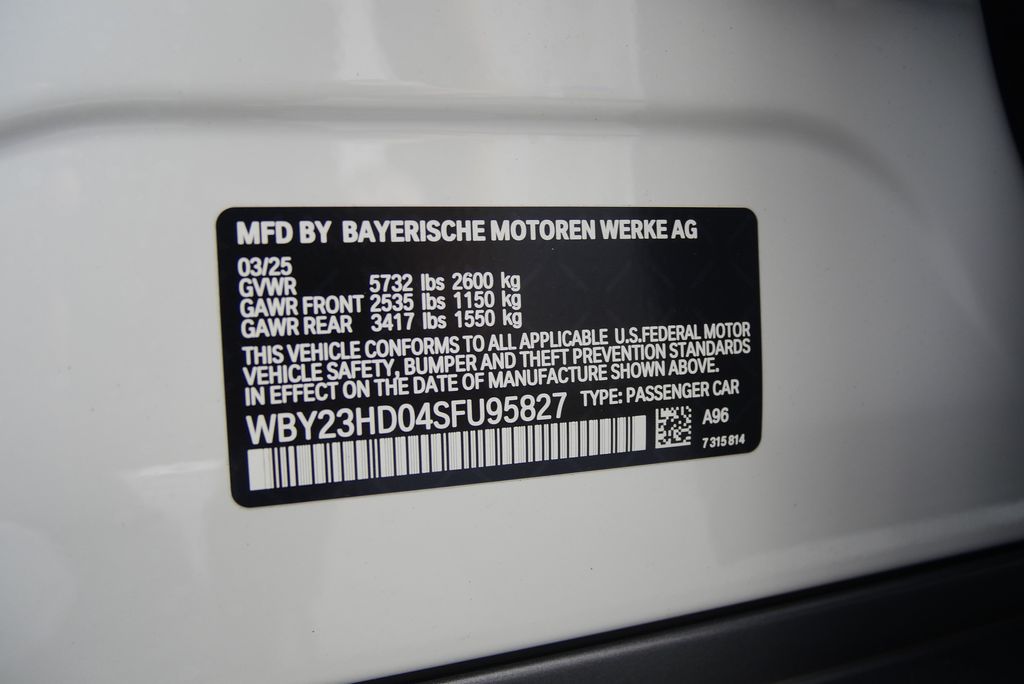 MFD BY BAYERISCHE MOTOREN WERKE AG
03/25
GVWR 5732 lbs 2600 kg
GAWR FRONT 2535 lbs 1150 kg
GAWR REAR 3417 lbs 1550 kg
THIS VEHICLE CONFORMS TO ALL APPLICABLE U.S.FEDERAL MOTOR
VEHICLE SAFETY, BUMPER AND THEFT PREVENTION STANDARDS
IN EFFECT ON THE DATE OF MANUFACTURE SHOWN ABOVE.
WBY23HD04SFU95827 TYPE: PASSENGER CAR
A96
7 315 814